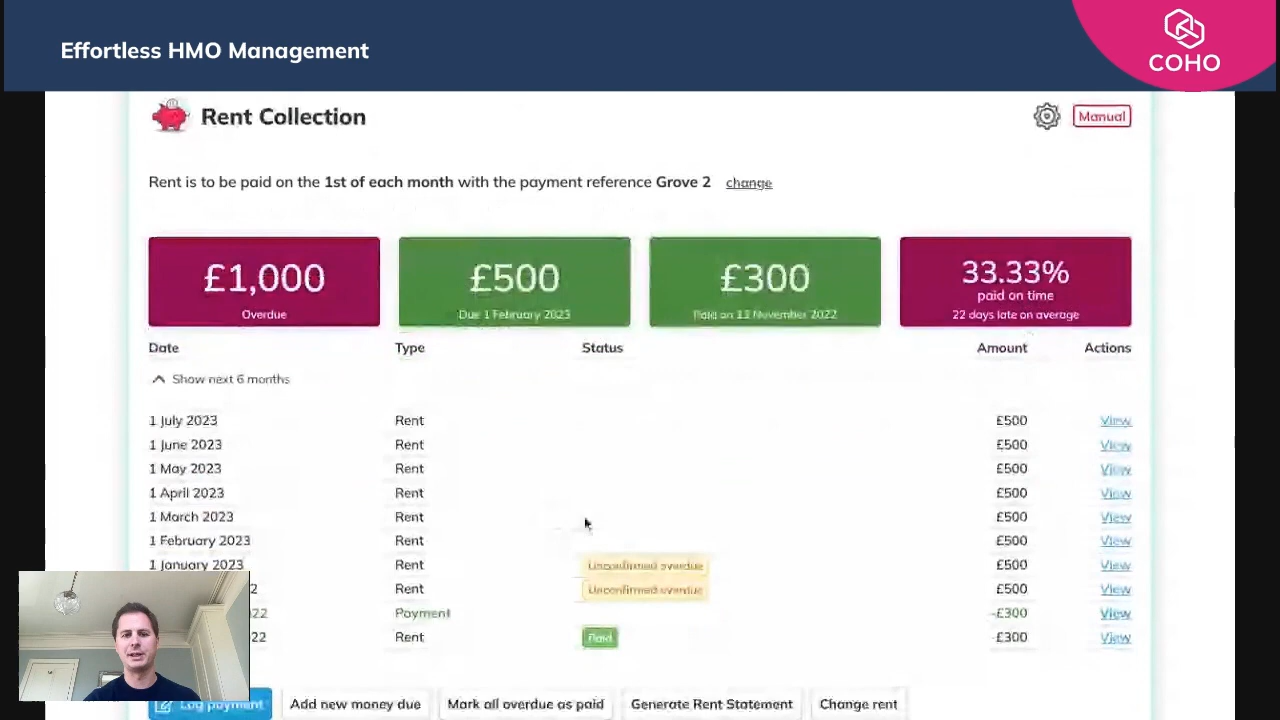 Effortless HMO Management
COHO
Rent Collection
Manual
Rent is to be paid on the 1st of each month with the payment reference Grove 2 change
£1,000
Overdue
£500
Due 1 February 2023
£300
Paid on 13 November 2022
33.33%
paid on time
22 days late on average
Date Type Status Amount Actions
Show next 6 months
1 July 2023 Rent £500 View
1 June 2023 Rent £500 View
1 May 2023 Rent £500 View
1 April 2023 Rent £500 View
1 March 2023 Rent £500 View
1 February 2023 Rent £500 View
1 January 2023 Rent Unconfirmed overdue £500 View
2 Rent Unconfirmed overdue £500 View
22 Payment -£300 View
22 Rent Paid £300 View
Log payment Add new money due Mark all overdue as paid Generate Rent Statement Change rent